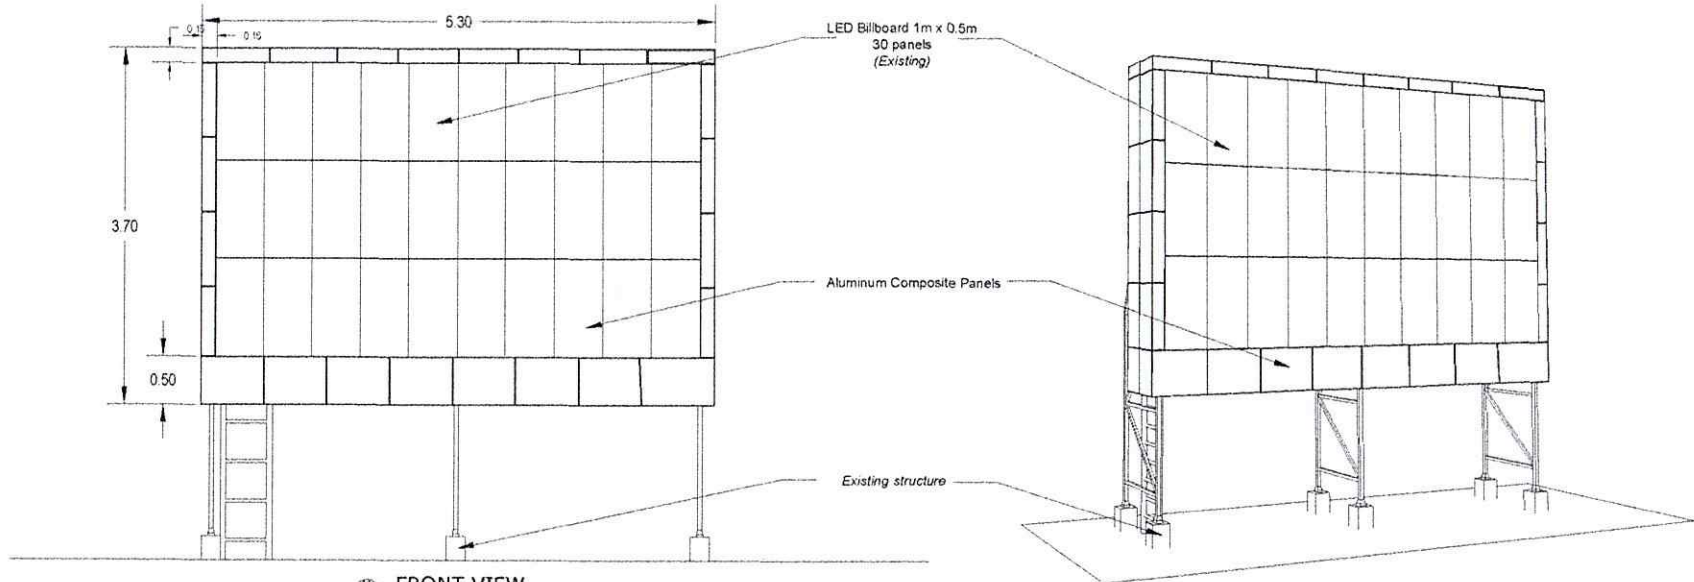 5.30
0.15
0.15
LED Billboard 1m x 0.5m
30 panels
(Existing)
3.70
Aluminum Composite Panels
0.50
Existing structure
FRONT VIEW